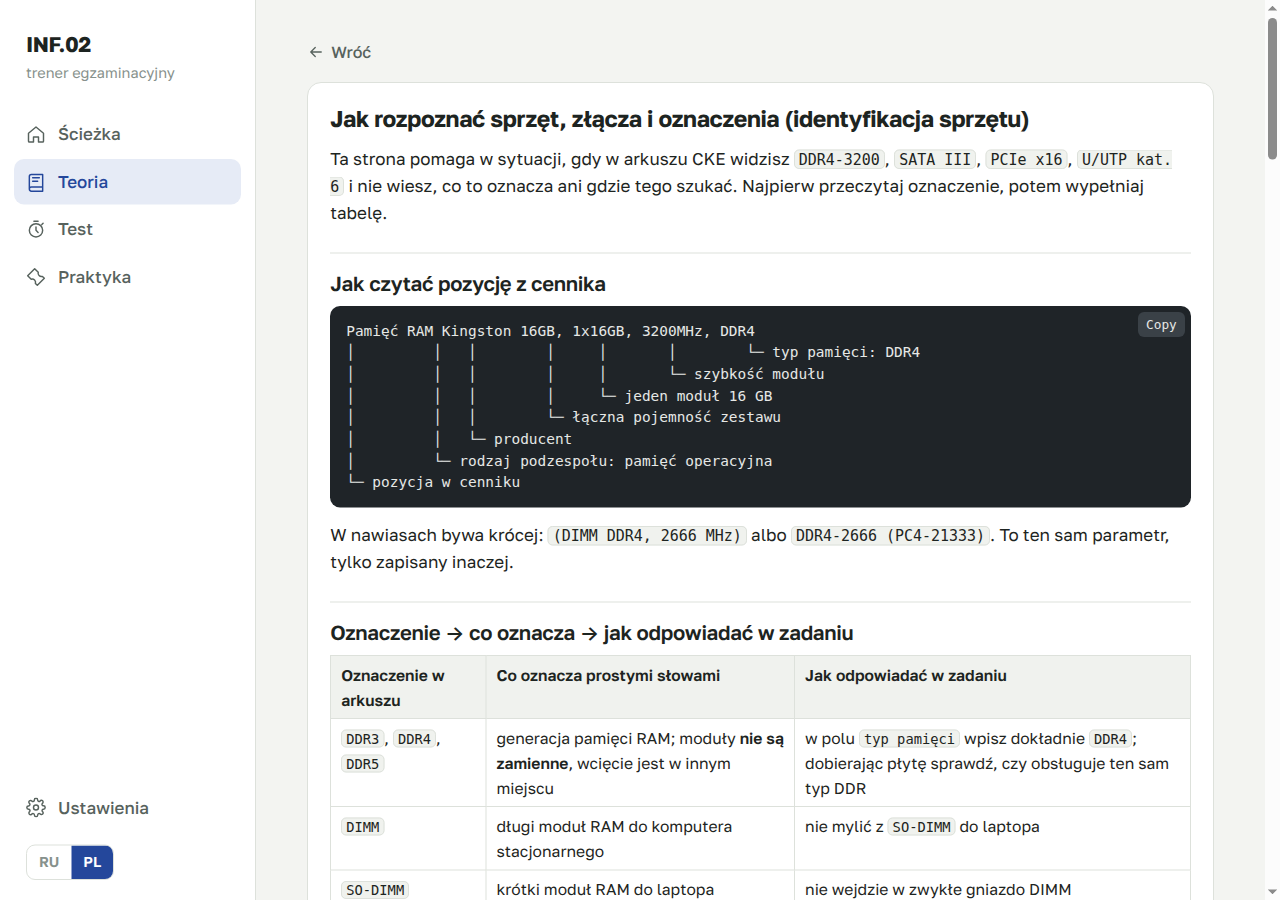 INF.02
trener egzaminacyjny
Ścieżka
Teoria
Test
Praktyka
Ustawienia
RU PL
← Wróć
Jak rozpoznać sprzęt, złącza i oznaczenia (identyfikacja sprzętu)
Ta strona pomaga w sytuacji, gdy w arkuszu CKE widzisz DDR4-3200, SATA III, PCIe x16, U/UTP kat.
6 i nie wiesz, co to oznacza ani gdzie tego szukać. Najpierw przeczytaj oznaczenie, potem wypełniaj
tabelę.
Jak czytać pozycję z cennika
Copy
Pamięć RAM Kingston 16GB, 1x16GB, 3200MHz, DDR4
│         │   │        │     │       │        └─ typ pamięci: DDR4
│         │   │        │     │       └─ szybkość modułu
│         │   │        │     └─ jeden moduł 16 GB
│         │   │        └─ łączna pojemność zestawu
│         │   └─ producent
│         └─ rodzaj podzespołu: pamięć operacyjna
└─ pozycja w cenniku
W nawiasach bywa krócej: (DIMM DDR4, 2666 MHz) albo DDR4-2666 (PC4-21333). To ten sam parametr,
tylko zapisany inaczej.
Oznaczenie → co oznacza → jak odpowiadać w zadaniu
Oznaczenie w
arkuszu
Co oznacza prostymi słowami
Jak odpowiadać w zadaniu
DDR3, DDR4,
DDR5
generacja pamięci RAM; moduły nie są
zamienne, wcięcie jest w innym
miejscu
w polu typ pamięci wpisz dokładnie DDR4;
dobierając płytę sprawdź, czy obsługuje ten sam
typ DDR
DIMM
długi moduł RAM do komputera
stacjonarnego
nie mylić z SO-DIMM do laptopa
SO-DIMM
krótki moduł RAM do laptopa
nie wejdzie w zwykłe gniazdo DIMM